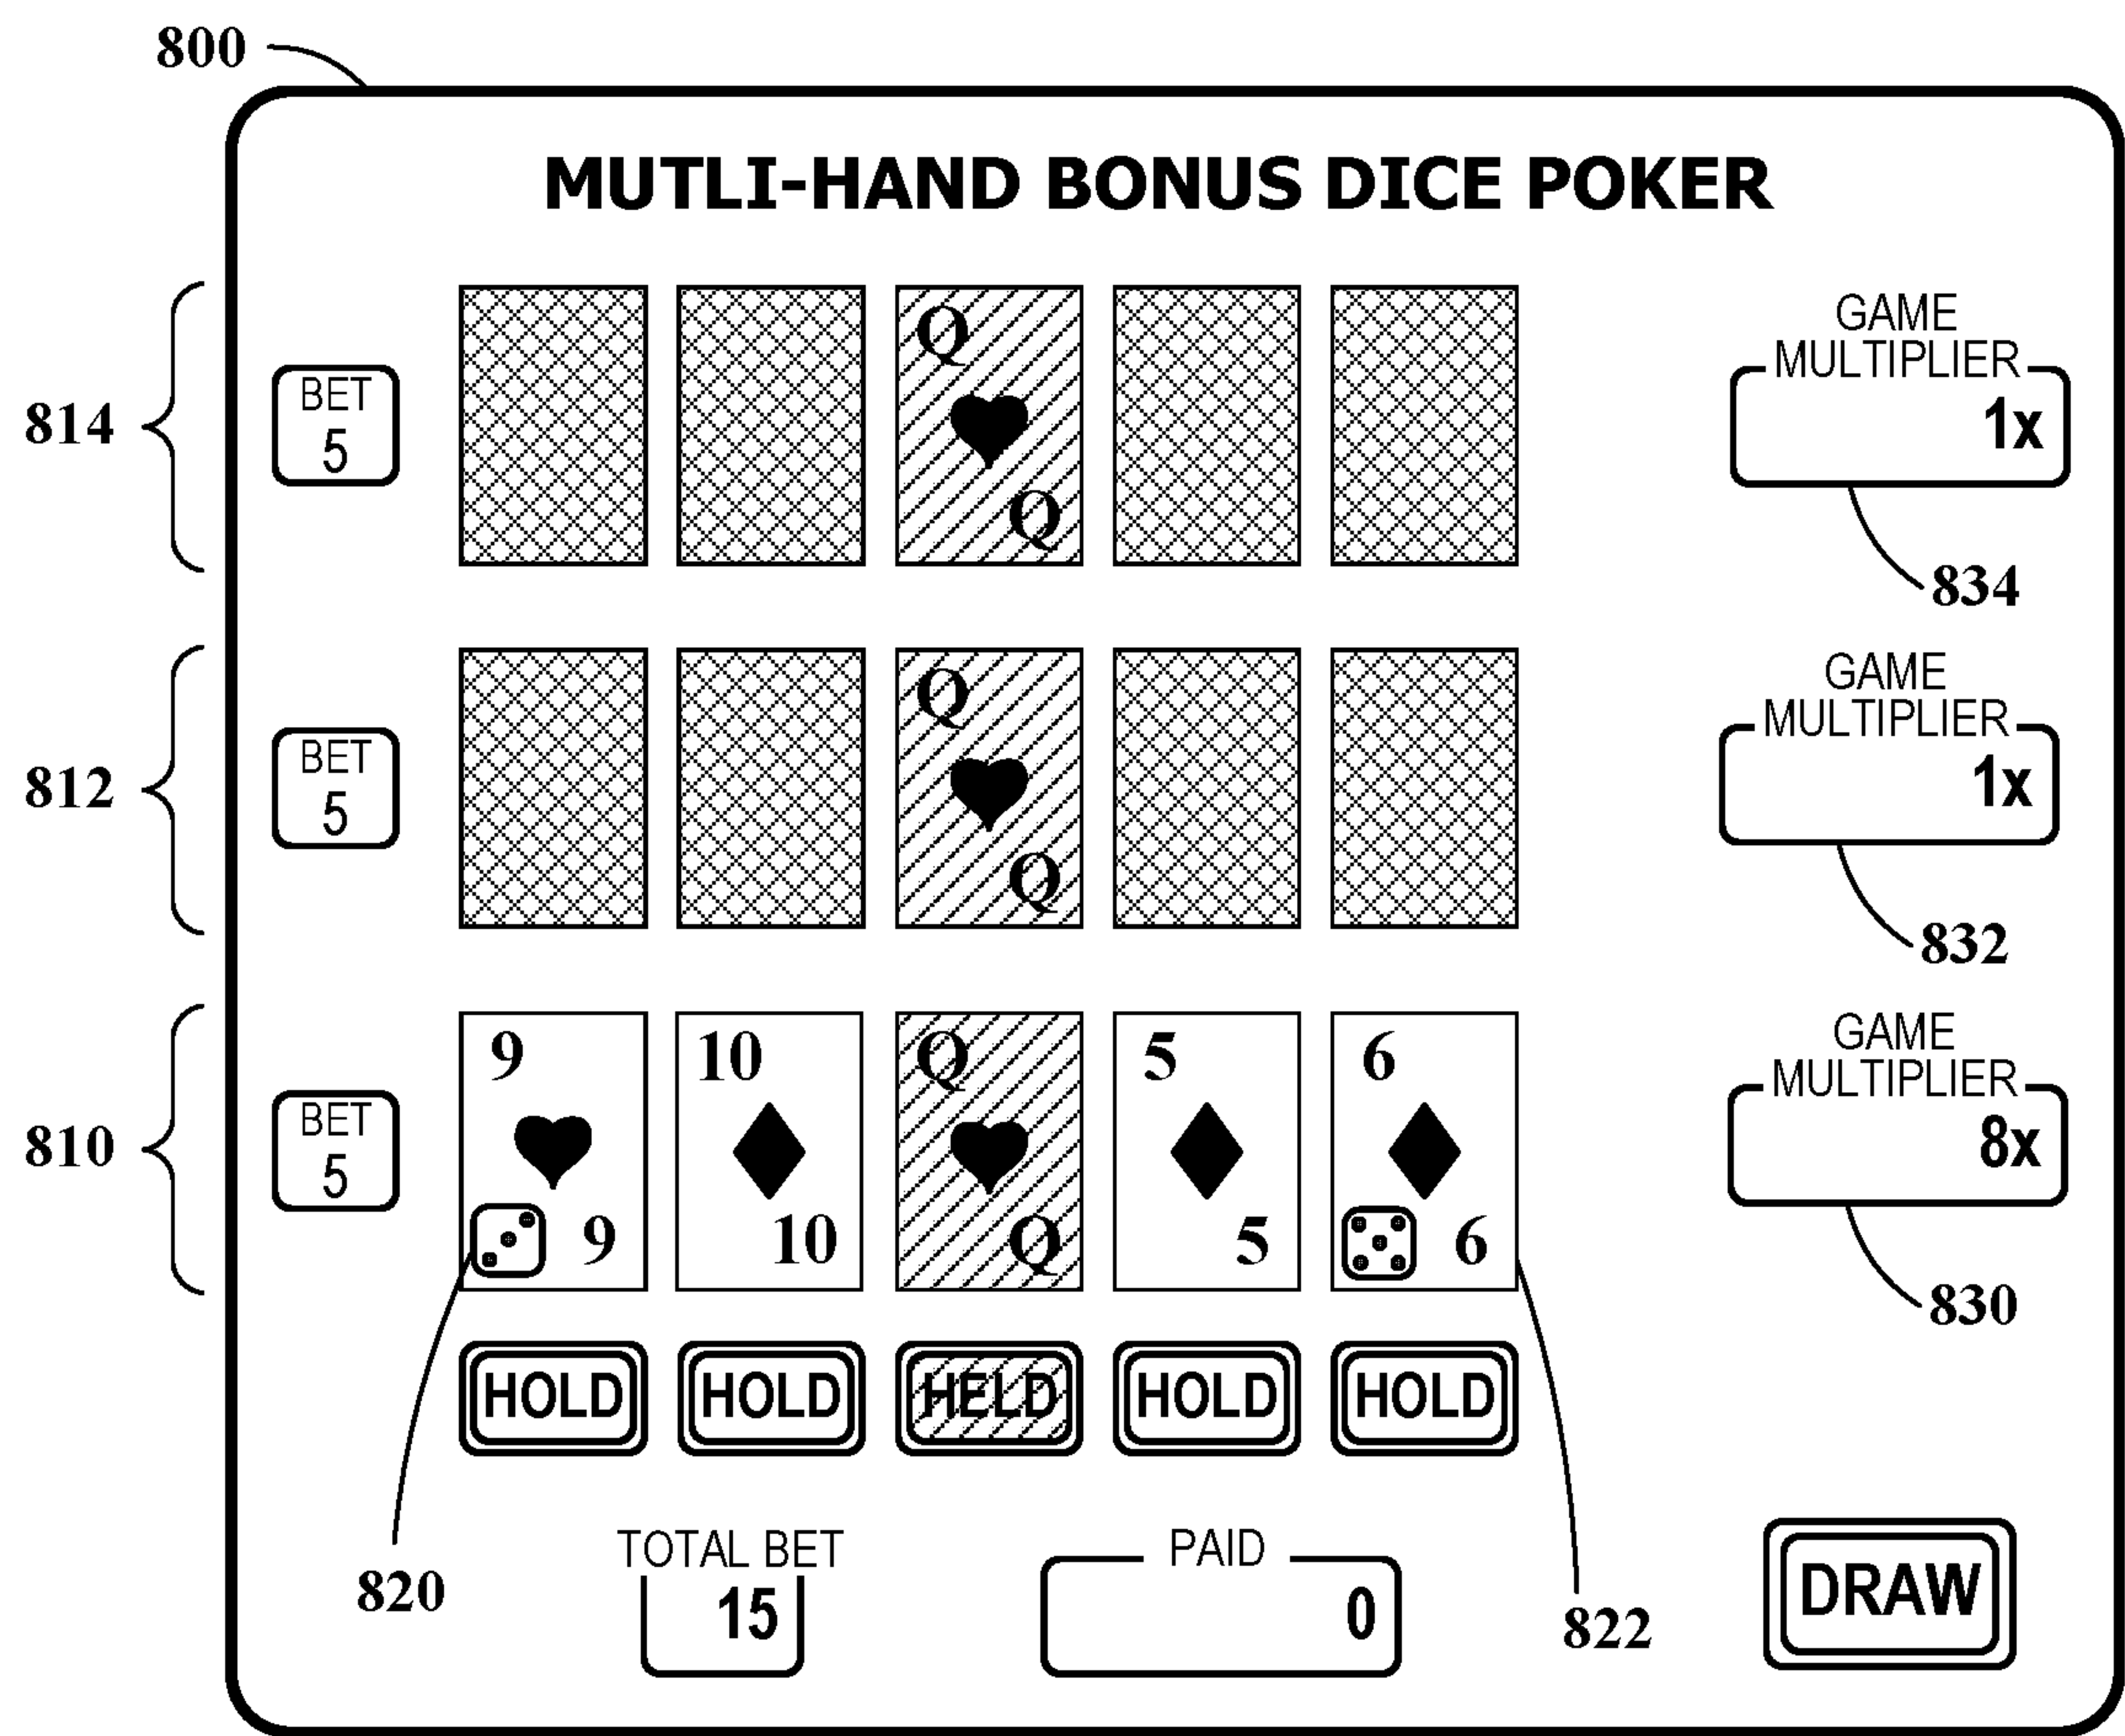 800
MUTLI-HAND BONUS DICE POKER
814
BET
5
Q
Q
GAME
MULTIPLIER
1x
834
812
BET
5
Q
Q
GAME
MULTIPLIER
1x
832
810
BET
5
9
9
10
10
Q
Q
5
5
6
6
GAME
MULTIPLIER
8x
830
HOLD HOLD HELD HOLD HOLD
820
TOTAL BET
15
PAID
0
822
DRAW